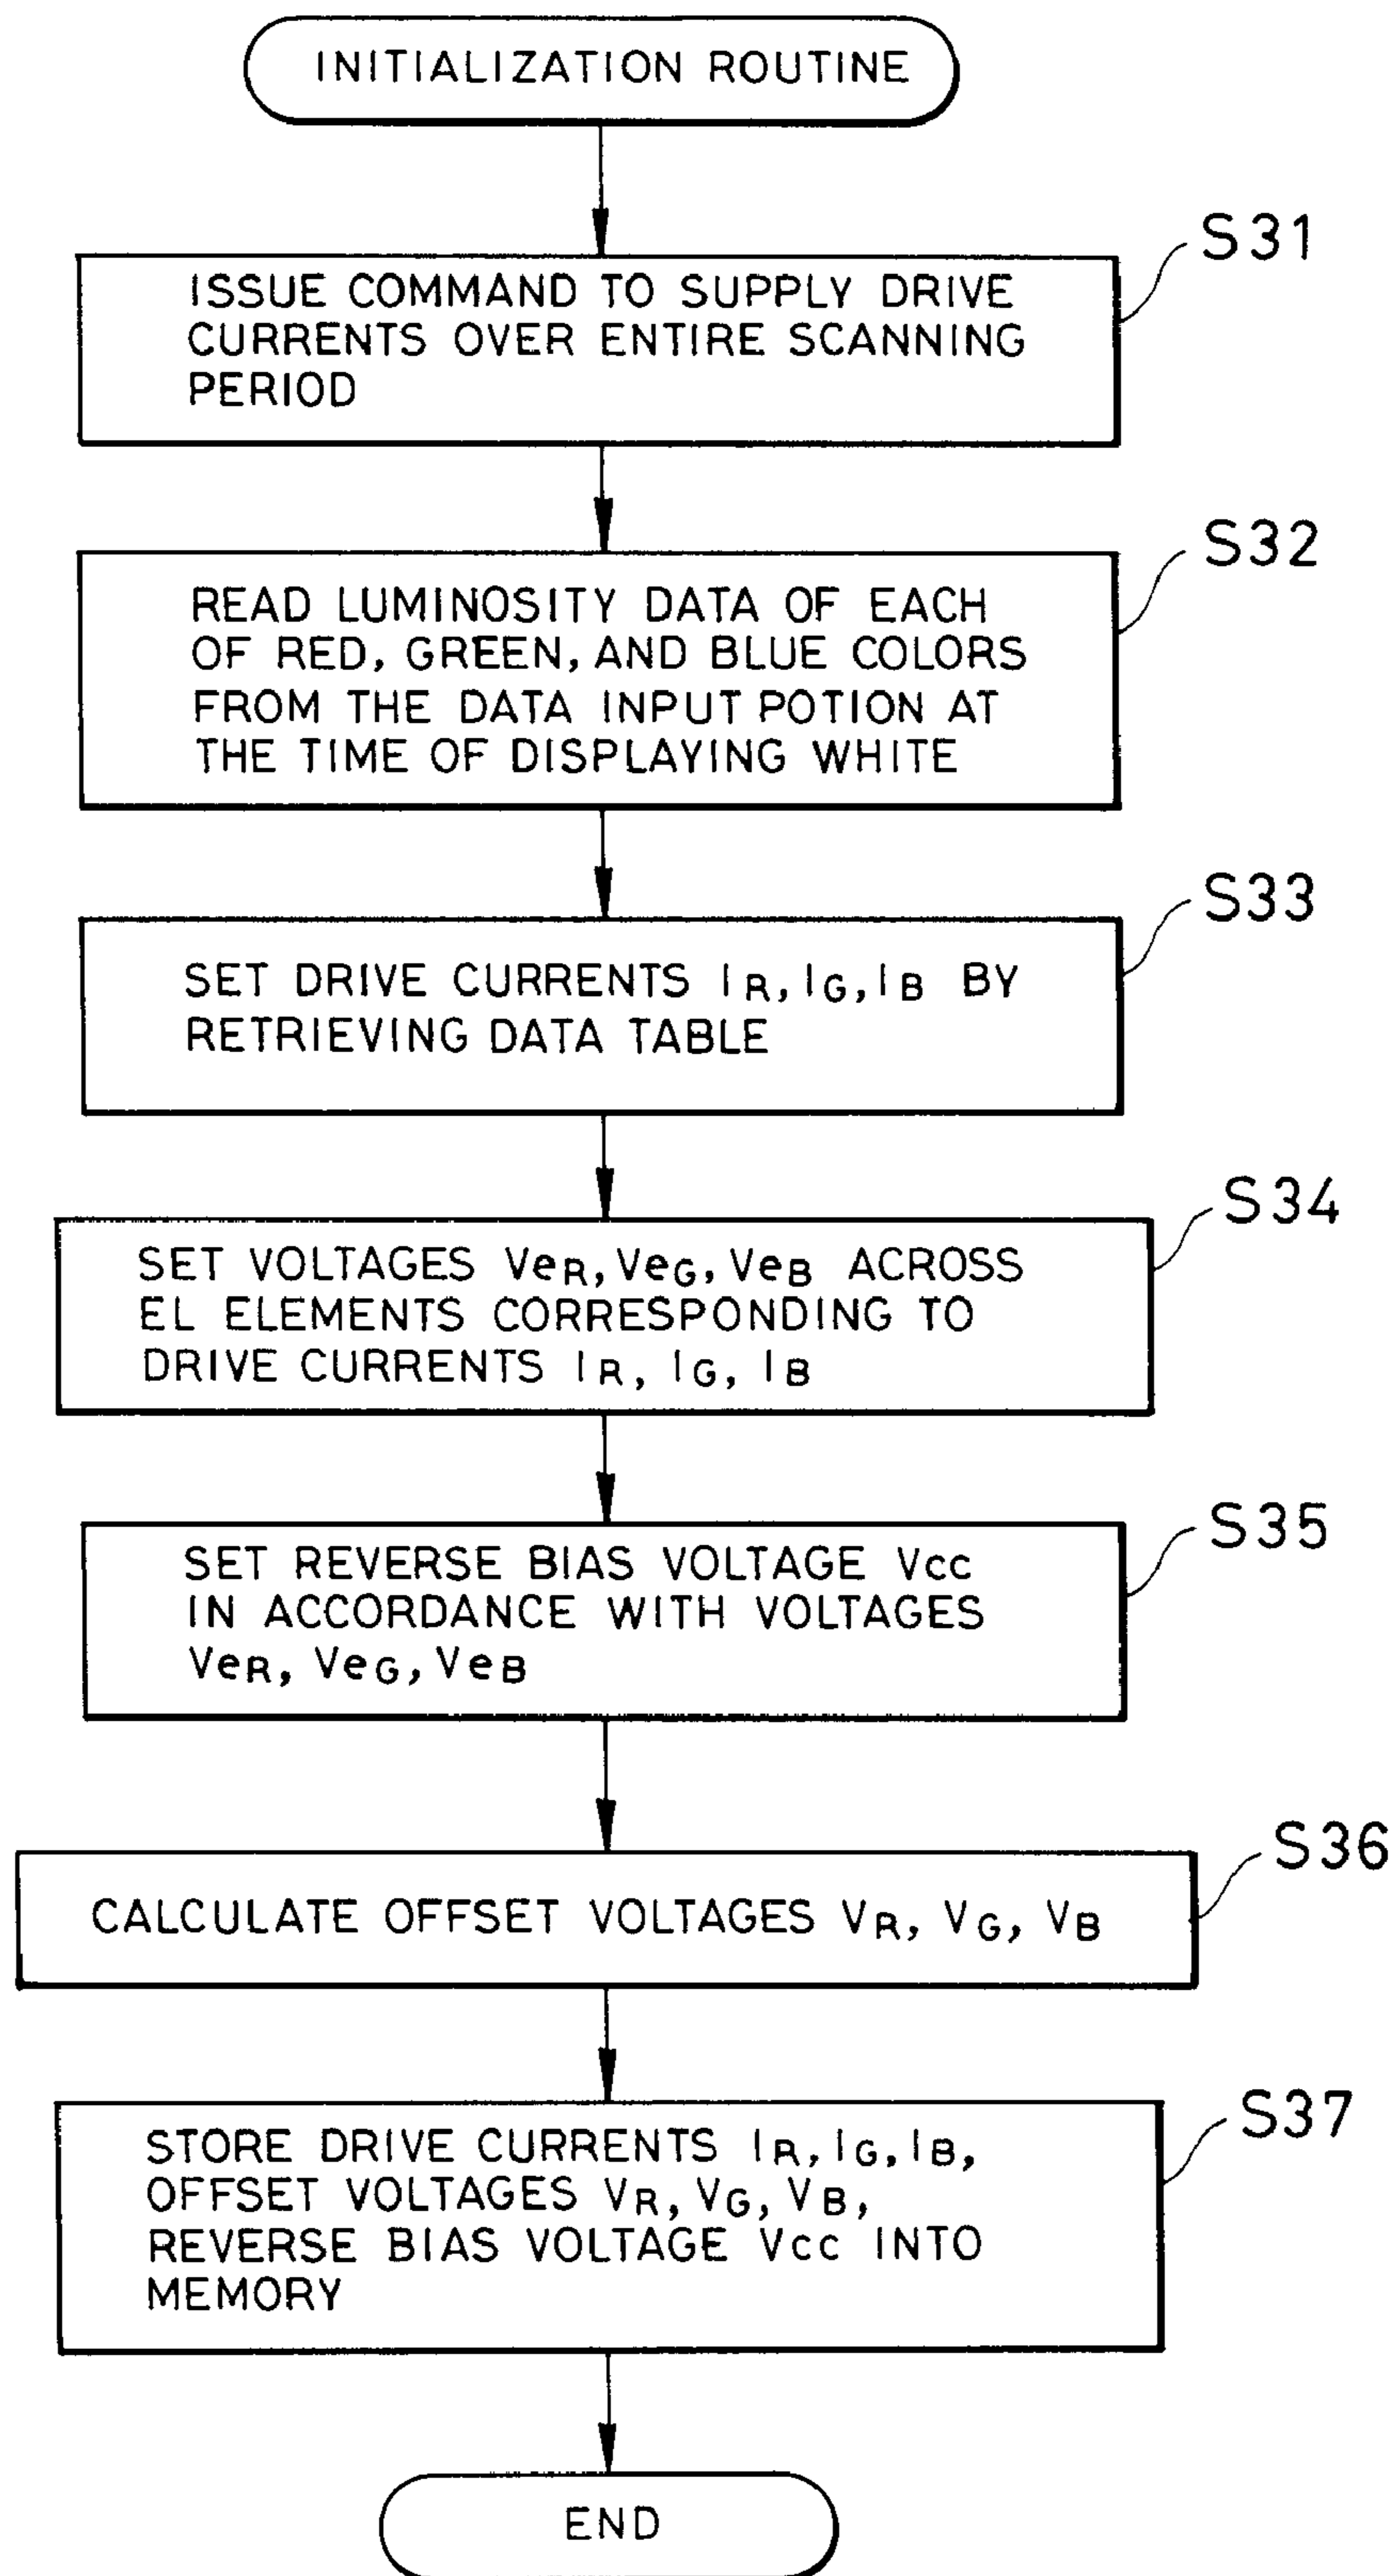 INITIALIZATION ROUTINE
S31
ISSUE COMMAND TO SUPPLY DRIVE
CURRENTS OVER ENTIRE SCANNING
PERIOD
S32
READ LUMINOSITY DATA OF EACH
OF RED, GREEN, AND BLUE COLORS
FROM THE DATA INPUT POTION AT
THE TIME OF DISPLAYING WHITE
S33
SET DRIVE CURRENTS IR, IG, IB BY
RETRIEVING DATA TABLE
S34
SET VOLTAGES VeR, VeG, VeB ACROSS
EL ELEMENTS CORRESPONDING TO
DRIVE CURRENTS IR, IG, IB
S35
SET REVERSE BIAS VOLTAGE Vcc
IN ACCORDANCE WITH VOLTAGES
VeR, VeG, VeB
S36
CALCULATE OFFSET VOLTAGES VR, VG, VB
S37
STORE DRIVE CURRENTS IR, IG, IB,
OFFSET VOLTAGES VR, VG, VB,
REVERSE BIAS VOLTAGE Vcc INTO
MEMORY
END